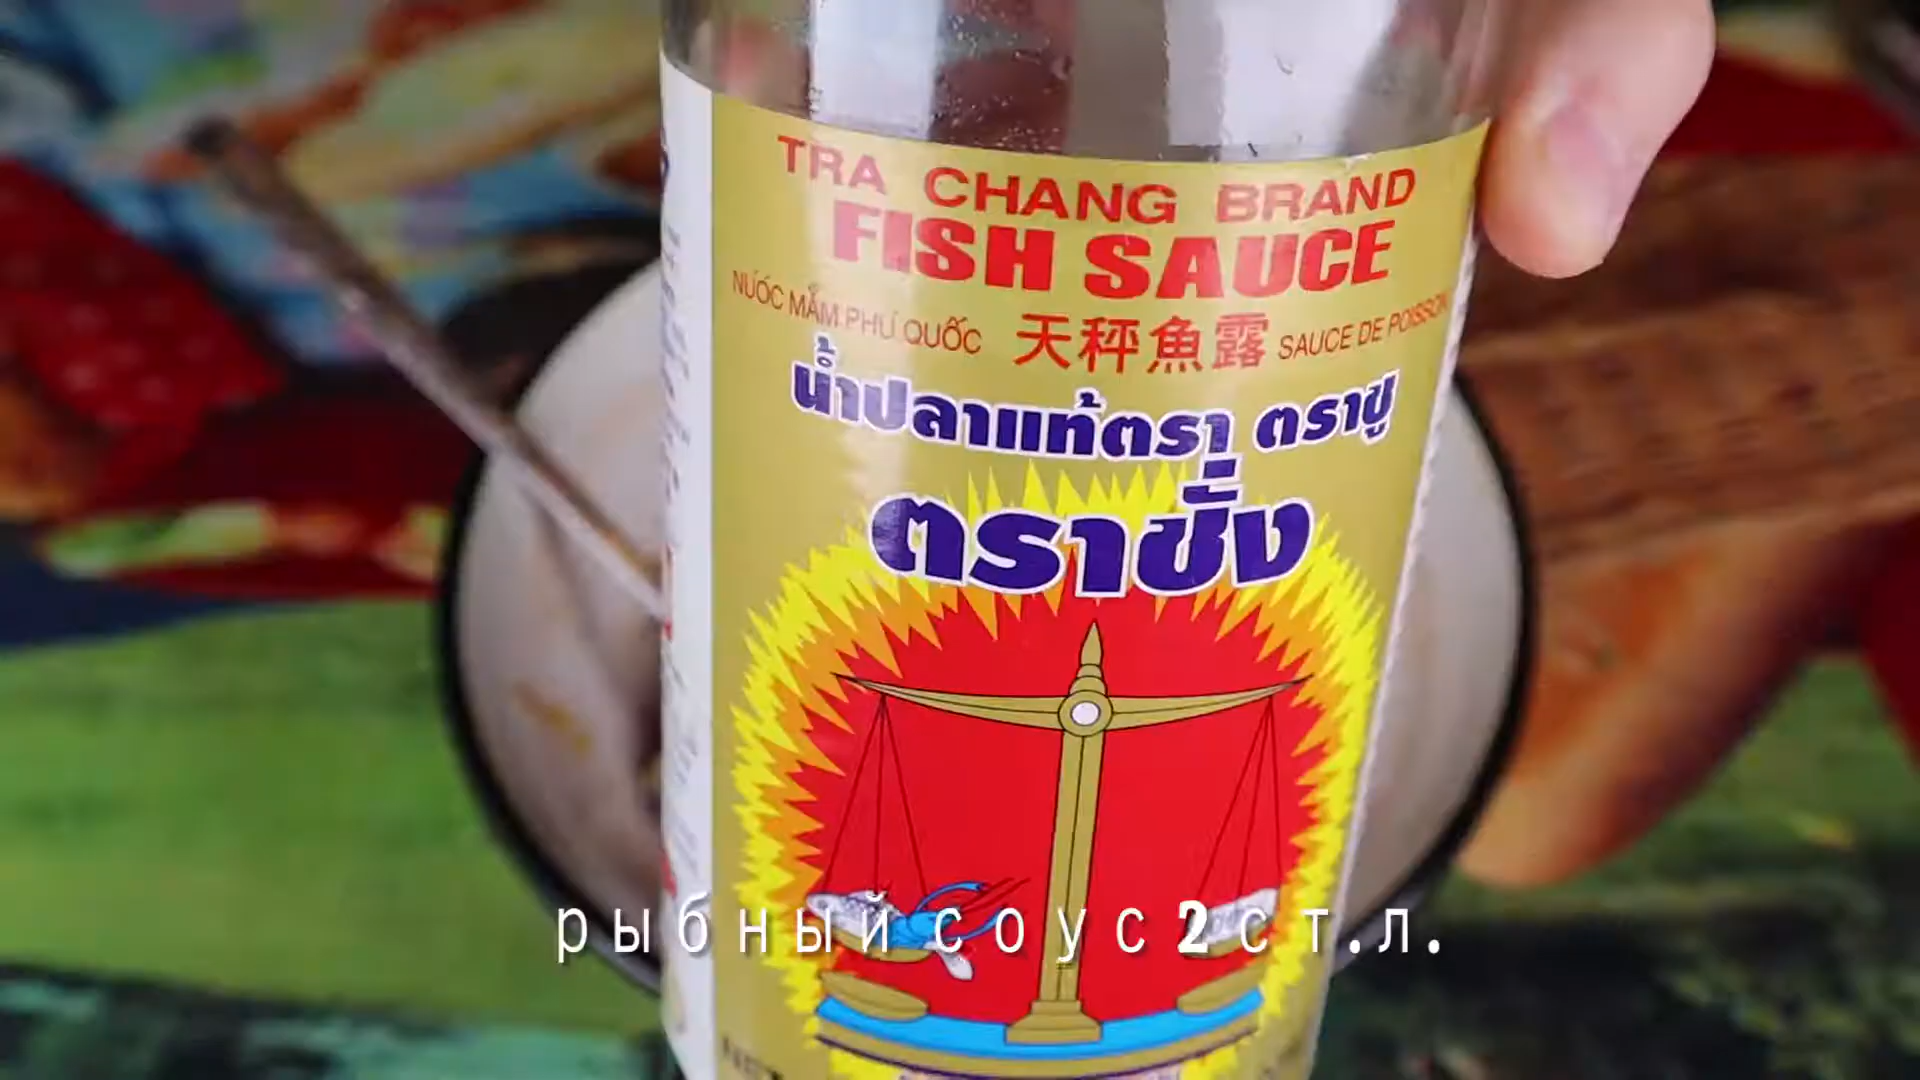 TRA CHANG BRAND
FISH SAUCE
NƯỚC MẮM PHÚ QUỐC 天秤魚露 SAUCE DE POISSON
น้ำปลาแท้ตรา ตราชู
ตราชั่ง
рыбный соус 2 ст.л.